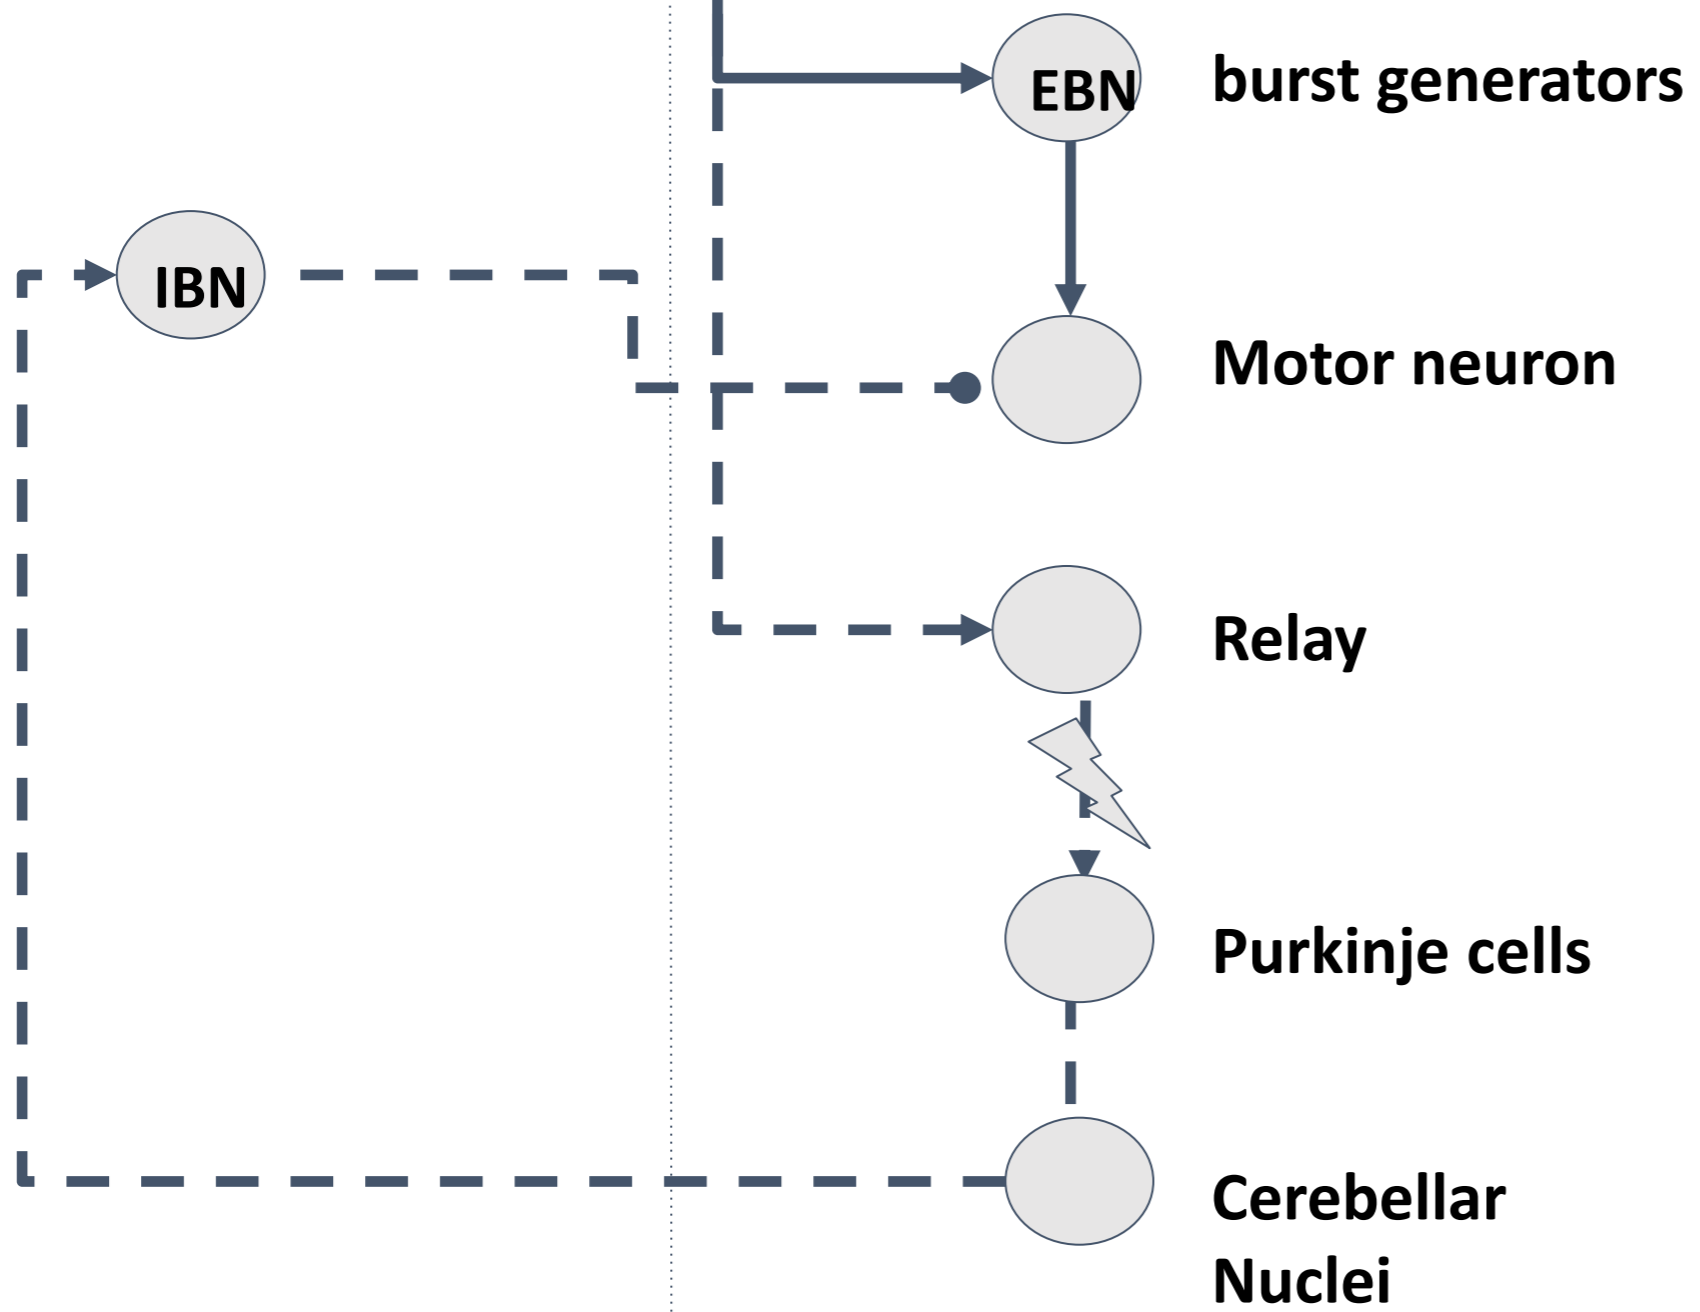 EBN
burst generators
IBN
Motor neuron
Relay
Purkinje cells
Cerebellar
Nuclei